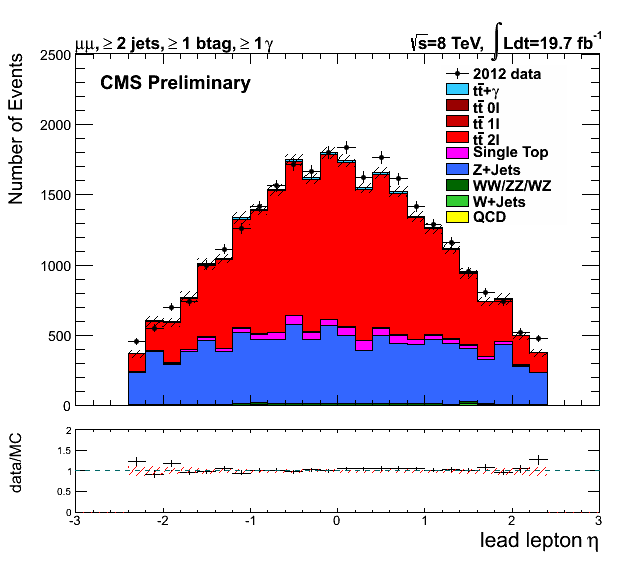 μμ, ≥ 2 jets, ≥ 1 btag, ≥ 1 γ
√s=8 TeV, ∫Ldt=19.7 fb⁻¹
CMS Preliminary
Number of Events
2500
2000
1500
1000
500
0
2012 data
tt̄+γ
tt̄ 0l
tt̄ 1l
tt̄ 2l
Single Top
Z+Jets
WW/ZZ/WZ
W+Jets
QCD
data/MC
2
1.5
1
0.5
0
-3 -2 -1 0 1 2 3
lead lepton η